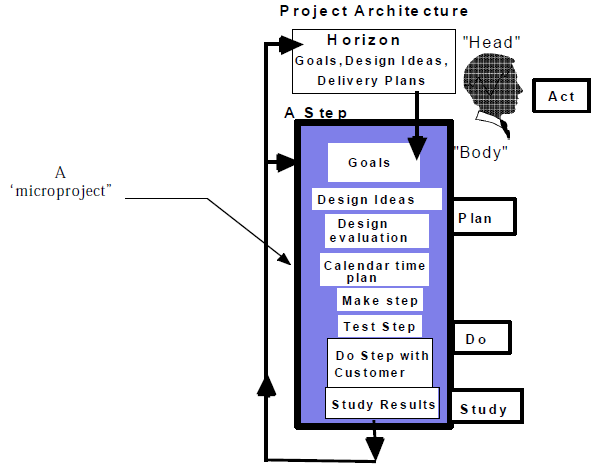 Project Architecture
Horizon
Goals,Design Ideas,
Delivery Plans
"Head"
Act
A Step
"Body"
Goals
A
‘microproject”
Design Ideas
Plan
Design
evaluation
Calendar time
plan
Make step
Test Step
Do
Do Step with
Customer
Study Results
Study